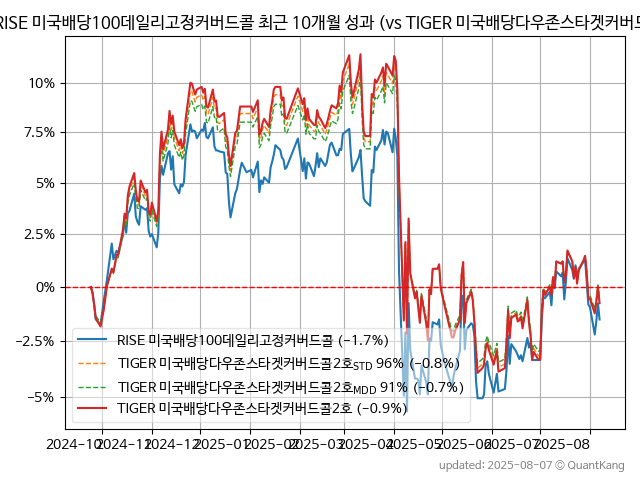 RISE 미국배당100데일리고정커버드콜 최근 10개월 성과 (vs TIGER 미국배당다우존스타겟커버드
10%
7.5%
5%
2.5%
0%
−2.5%
−5%
RISE 미국배당100데일리고정커버드콜 (−1.7%)
TIGER 미국배당다우존스타겟커버드콜2호STD 96% (−0.8%)
TIGER 미국배당다우존스타겟커버드콜2호MDD 91% (−0.7%)
TIGER 미국배당다우존스타겟커버드콜2호 (−0.9%)
2024-10 2024-11 2024-12 2025-01 2025-02 2025-03 2025-04 2025-05 2025-06 2025-07 2025-08
updated: 2025-08-07 © QuantKang